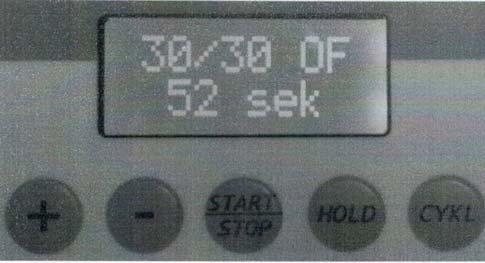 30/30 OF
52 sek
+ - START/STOP HOLD CYKL